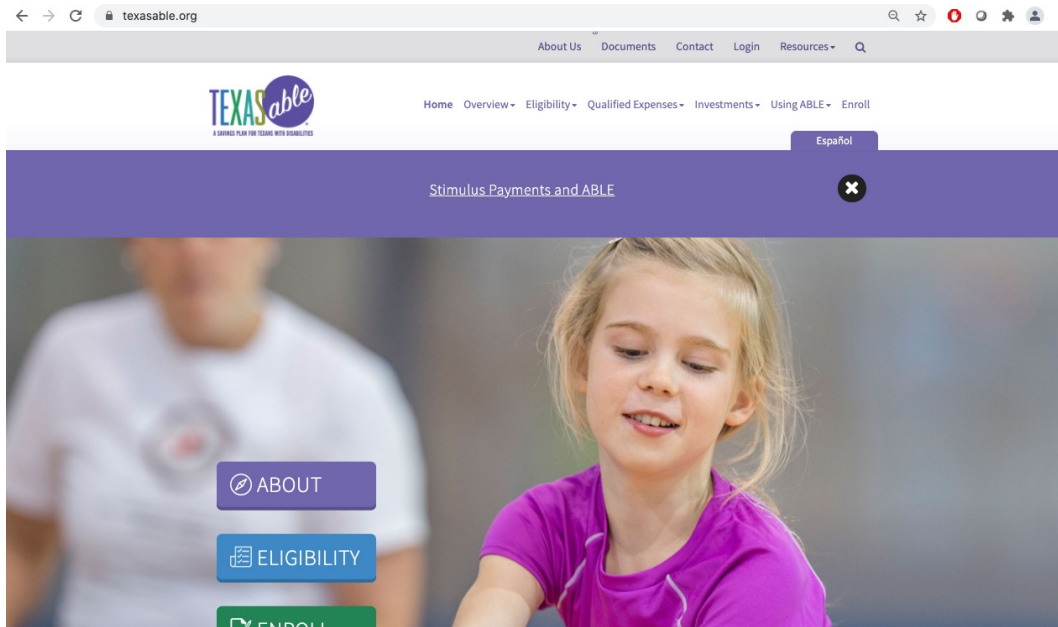 texasable.org
About Us Documents Contact Login Resources
TEXAS able
A SAVINGS PLAN FOR TEXANS WITH DISABILITIES
Home Overview Eligibility Qualified Expenses Investments Using ABLE Enroll
Español
Stimulus Payments and ABLE
ABOUT
ELIGIBILITY
ENROLL